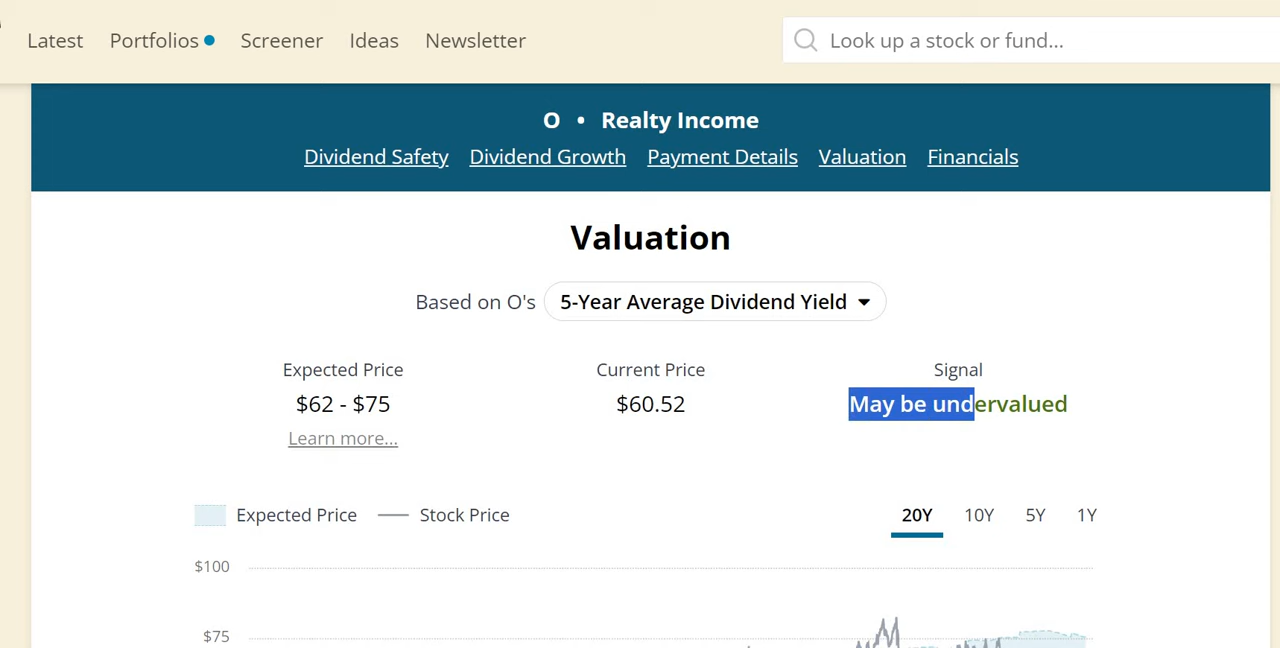 Latest Portfolios Screener Ideas Newsletter Look up a stock or fund...
O • Realty Income
Dividend Safety Dividend Growth Payment Details Valuation Financials
Valuation
Based on O's 5-Year Average Dividend Yield
Expected Price Current Price Signal
$62 - $75 $60.52 May be undervalued
Learn more...
Expected Price Stock Price 20Y 10Y 5Y 1Y
$100
$75